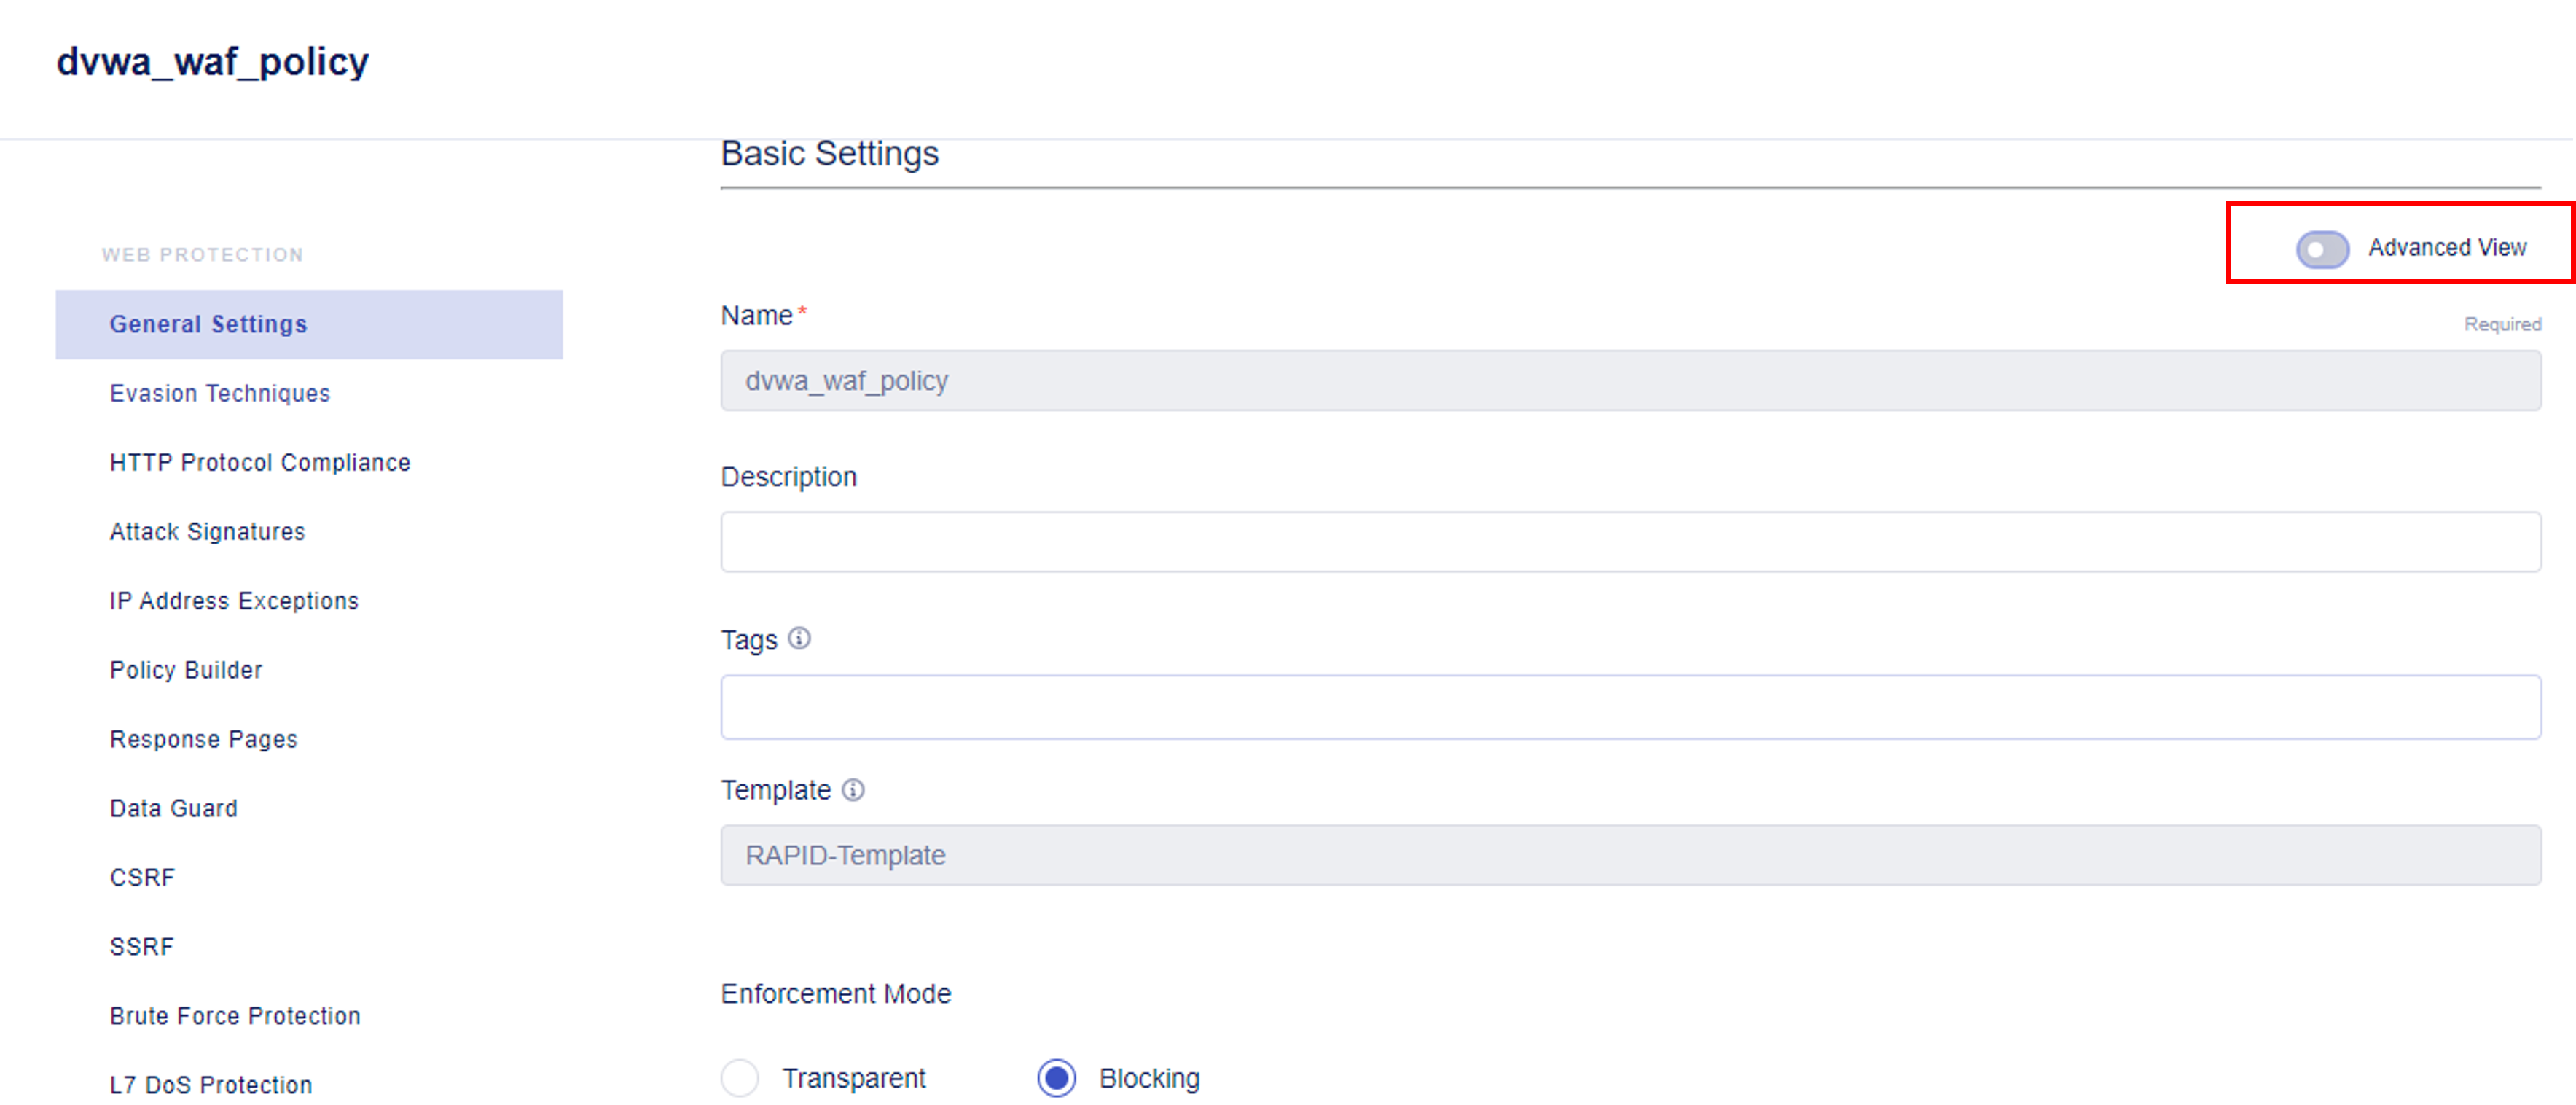 dvwa_waf_policy
Basic Settings
WEB PROTECTION
General Settings
Evasion Techniques
HTTP Protocol Compliance
Attack Signatures
IP Address Exceptions
Policy Builder
Response Pages
Data Guard
CSRF
SSRF
Brute Force Protection
L7 DoS Protection
Advanced View
Name*
Required
dvwa_waf_policy
Description
Tags
Template
RAPID-Template
Enforcement Mode
Transparent
Blocking